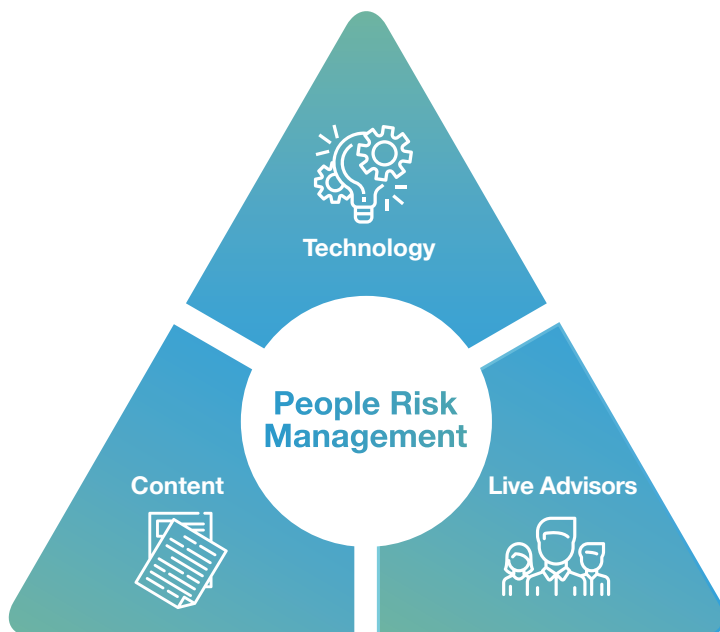 Technology
People Risk
Management
Content
Live Advisors